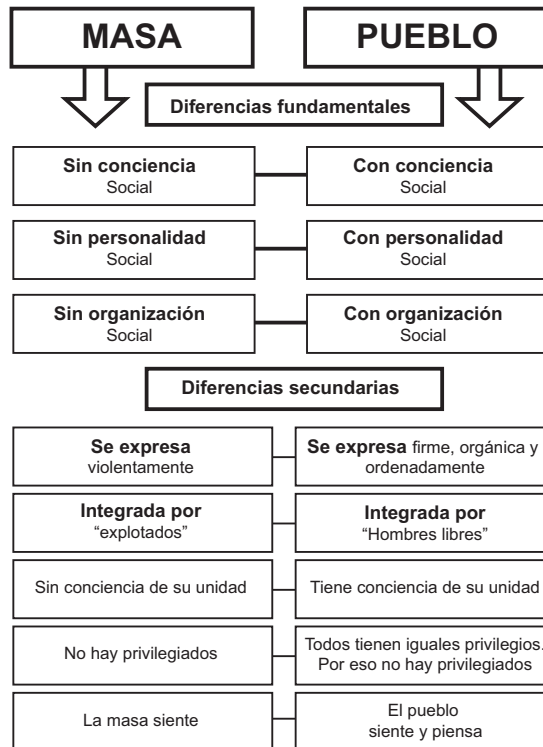 MASA
PUEBLO
Diferencias fundamentales
Sin conciencia
Social
Con conciencia
Social
Sin personalidad
Social
Con personalidad
Social
Sin organización
Social
Con organización
Social
Diferencias secundarias
Se expresa
violentamente
Se expresa firme, orgánica y
ordenadamente
Integrada por
“explotados”
Integrada por
“Hombres libres”
Sin conciencia de su unidad
Tiene conciencia de su unidad
No hay privilegiados
Todos tienen iguales privilegios.
Por eso no hay privilegiados
La masa siente
El pueblo
siente y piensa